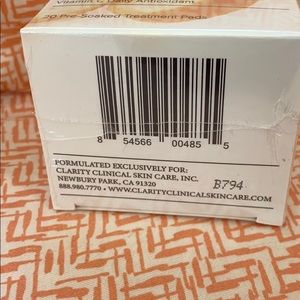 Vitamin C Daily Antioxidant
20 Pre-Soaked Treatment Pads
8 54566 00485 5
FORMULATED EXCLUSIVELY FOR:
CLARITY CLINICAL SKIN CARE, INC.
NEWBURY PARK, CA 91320
888.980.7770 • WWW.CLARITYCLINICALSKINCARE.COM
B794